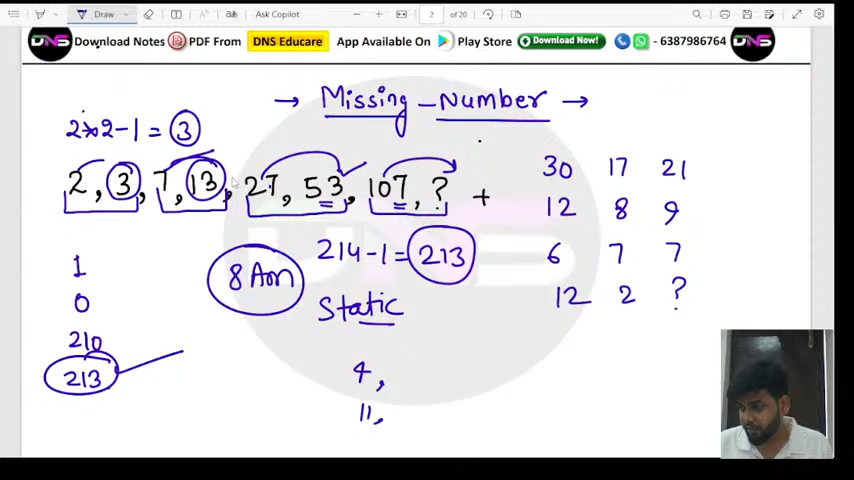 Draw
Ask Copilot
2 of 20
DNS Download Notes PDF From DNS Educare App Available On Play Store Download Now! - 6387986764 DNS
→ Missing-Number →
2×2-1 = 3
2, 3, 7, 13, 27, 53, 107, ? +
214-1 = 213
8 Am
Static
1
0
210
213
4,
11,
30 17 21
12 8 9
6 7 7
12 2 ?